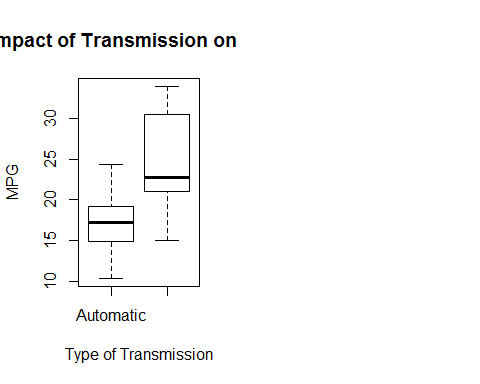 mpact of Transmission on
MPG
30
25
20
15
10
Automatic
Type of Transmission